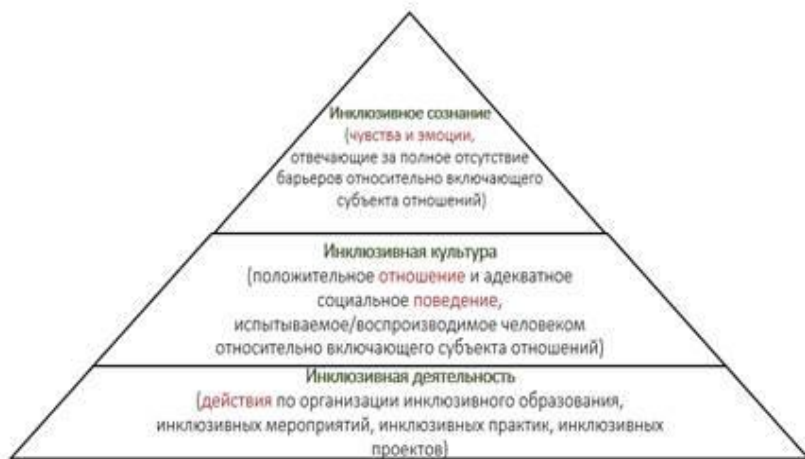 Инклюзивное сознание
(чувства и эмоции,
отвечающие за полное отсутствие
барьеров относительно включающего
субъекта отношений)
Инклюзивная культура
(положительное отношение и адекватное
социальное поведение,
испытываемое/воспроизводимое человеком
относительно включающего субъекта отношений)
Инклюзивная деятельность
(действия по организации инклюзивного образования,
инклюзивных мероприятий, инклюзивных практик, инклюзивных
проектов)